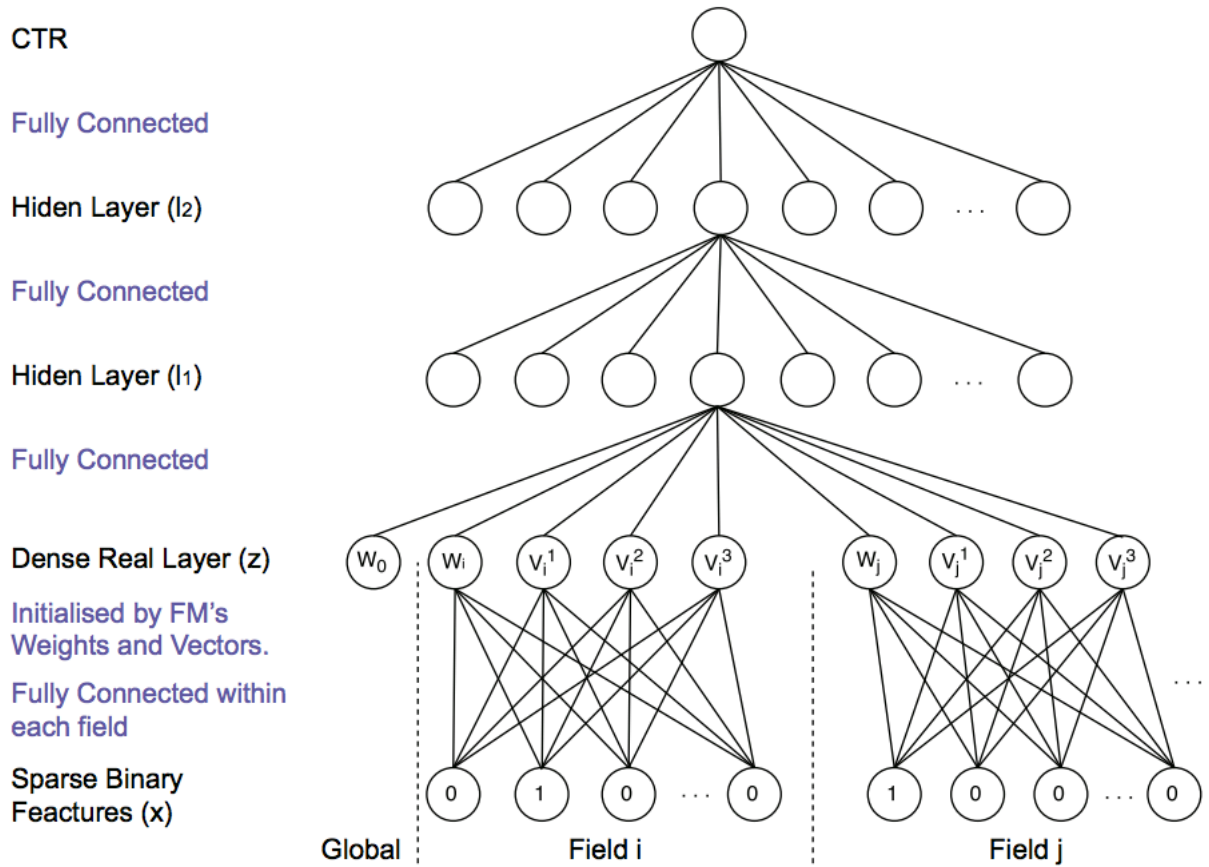 CTR
Fully Connected
Hiden Layer (l₂)
. . .
Fully Connected
Hiden Layer (l₁)
. . .
Fully Connected
Dense Real Layer (z)
W₀ Wᵢ Vᵢ¹ Vᵢ² Vᵢ³ Wⱼ Vⱼ¹ Vⱼ² Vⱼ³
Initialised by FM's
Weights and Vectors.
Fully Connected within
each field
. . .
Sparse Binary
Feactures (x)
0 1 0 . . . 0 1 0 0 . . . 0
Global Field i Field j